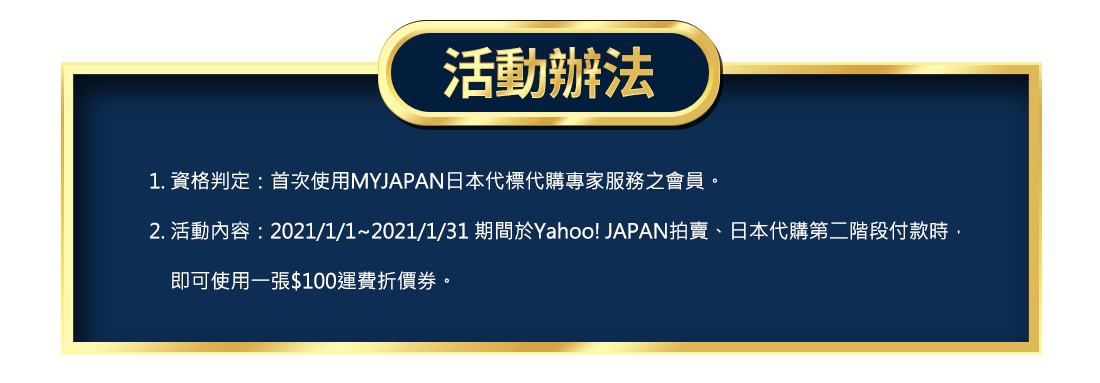 活動辦法
1. 資格判定：首次使用MYJAPAN日本代標代購專家服務之會員。
2. 活動內容：2021/1/1~2021/1/31 期間於Yahoo! JAPAN拍賣、日本代購第二階段付款時，
即可使用一張$100運費折價券。